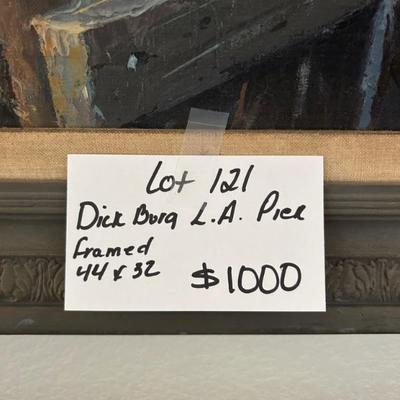 Lot 121
Dick Burg L.A. Pier
framed
44 x 32
$1000